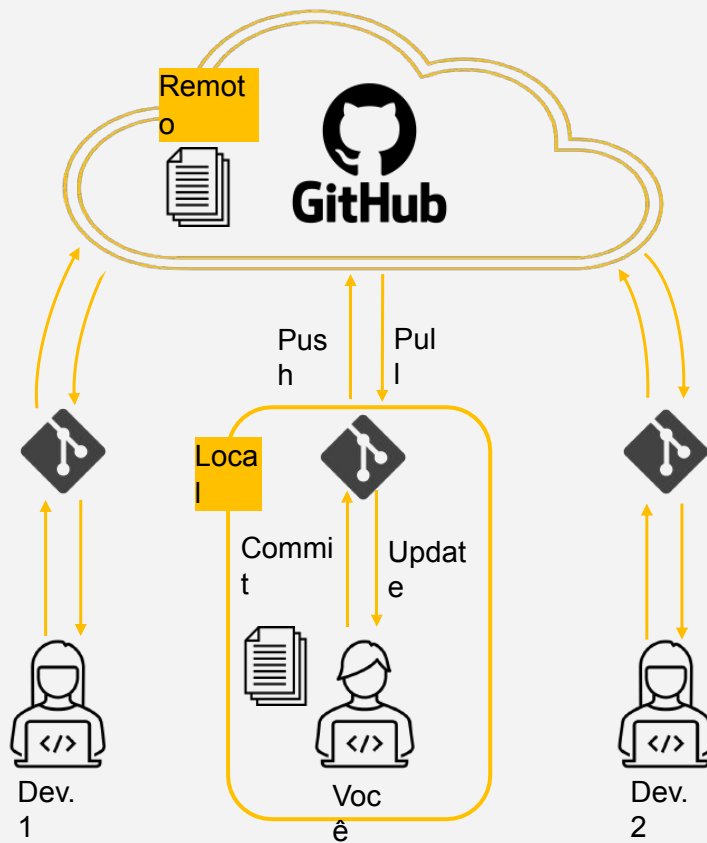 Remot
o
GitHub
Pus
h
Pul
l
Loca
l
Commi
t
Updat
e
</>
</>
</>
Dev.
1
Voc
ê
Dev.
2